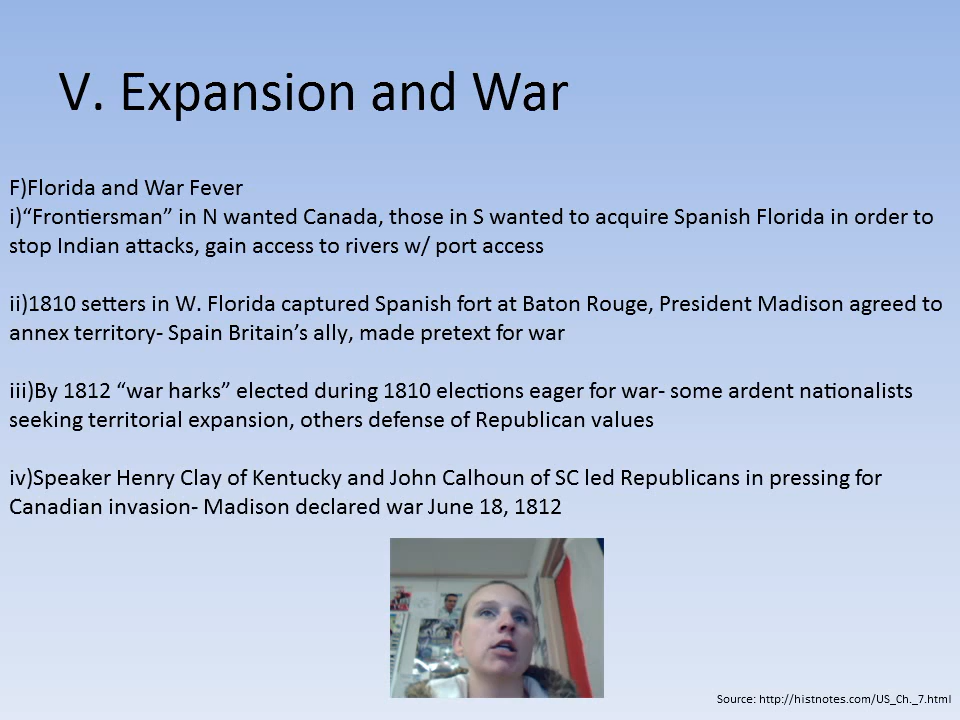 V. Expansion and War
F)Florida and War Fever
i)“Frontiersman” in N wanted Canada, those in S wanted to acquire Spanish Florida in order to
stop Indian attacks, gain access to rivers w/ port access
ii)1810 setters in W. Florida captured Spanish fort at Baton Rouge, President Madison agreed to
annex territory- Spain Britain’s ally, made pretext for war
iii)By 1812 “war harks” elected during 1810 elections eager for war- some ardent nationalists
seeking territorial expansion, others defense of Republican values
iv)Speaker Henry Clay of Kentucky and John Calhoun of SC led Republicans in pressing for
Canadian invasion- Madison declared war June 18, 1812
Source: http://histnotes.com/US_Ch._7.html